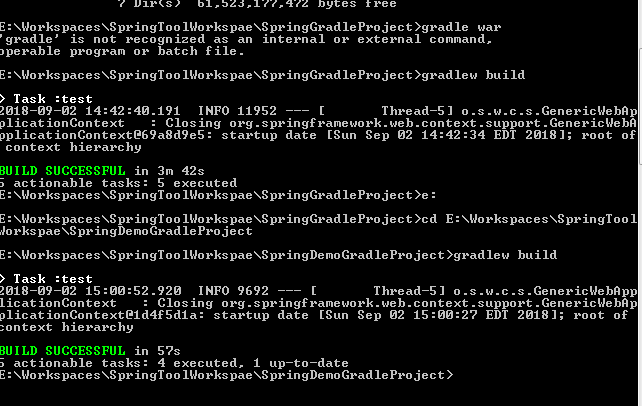 7 Dir(s)  61,523,177,472 bytes free
E:\Workspaces\SpringToolWorkspae\SpringGradleProject>gradle war
'gradle' is not recognized as an internal or external command,
operable program or batch file.
E:\Workspaces\SpringToolWorkspae\SpringGradleProject>gradlew build
> Task :test
2018-09-02 14:42:40.191  INFO 11952 --- [       Thread-5] o.s.w.c.s.GenericWebA
pplicationContext   : Closing org.springframework.web.context.support.GenericWebA
pplicationContext@69a8d9e5: startup date [Sun Sep 02 14:42:34 EDT 2018]; root of
context hierarchy
BUILD SUCCESSFUL in 3m 42s
5 actionable tasks: 5 executed
E:\Workspaces\SpringToolWorkspae\SpringGradleProject>e:
E:\Workspaces\SpringToolWorkspae\SpringGradleProject>cd E:\Workspaces\SpringTool
Workspae\SpringDemoGradleProject
E:\Workspaces\SpringToolWorkspae\SpringDemoGradleProject>gradlew build
> Task :test
2018-09-02 15:00:52.920  INFO 9692 --- [       Thread-5] o.s.w.c.s.GenericWebApp
licationContext   : Closing org.springframework.web.context.support.GenericWebAp
plicationContext@1d4f5d1a: startup date [Sun Sep 02 15:00:27 EDT 2018]; root of
context hierarchy
BUILD SUCCESSFUL in 57s
5 actionable tasks: 4 executed, 1 up-to-date
E:\Workspaces\SpringToolWorkspae\SpringDemoGradleProject>